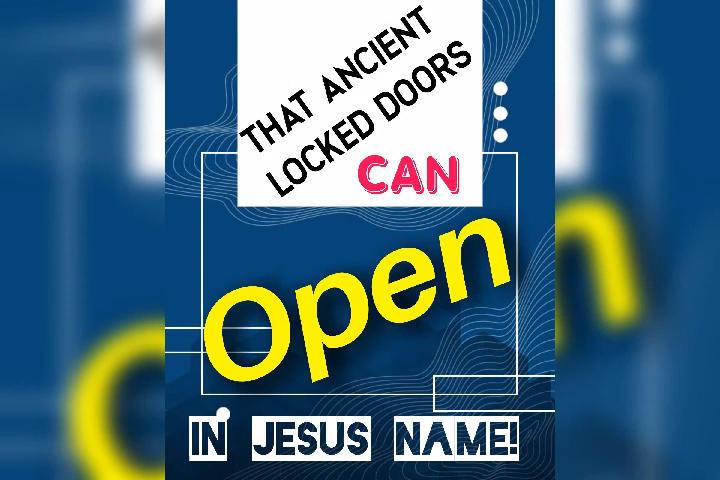 THAT ANCIENT
LOCKED DOORS
CAN
Open
IN JESUS NAME!